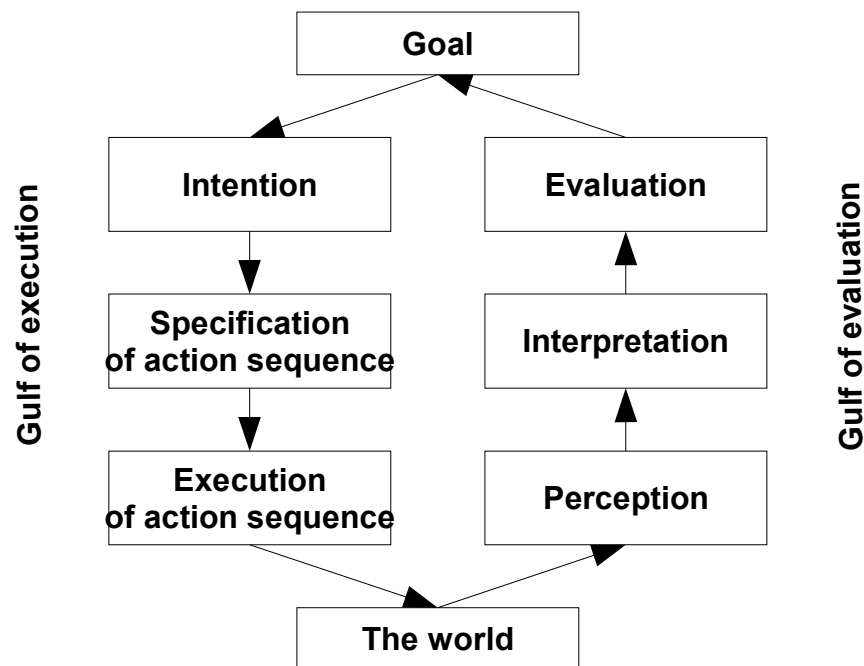 Goal
Gulf of execution
Intention
Specification
of action sequence
Execution
of action sequence
Evaluation
Interpretation
Perception
Gulf of evaluation
The world